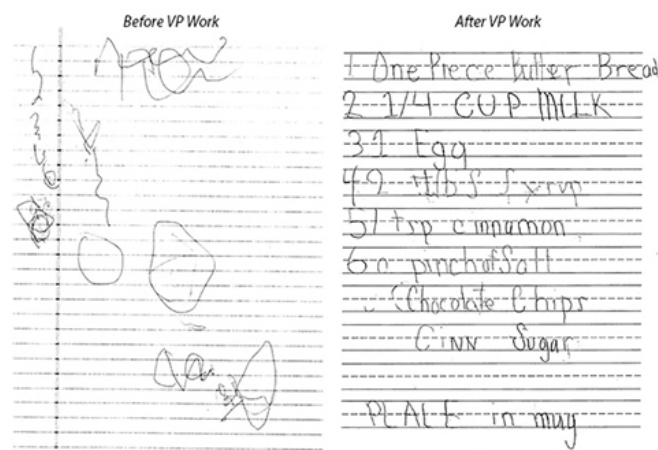 Before VP Work
After VP Work
1 One Piece Butter Bread
2 1/4 CUP MILK
3 1 Egg
4 2 tlbs Syrup
5 1 tsp cinnamon
6 a pinch of Salt
Chocolate Chips
CINN Sugar
PLACE in mug